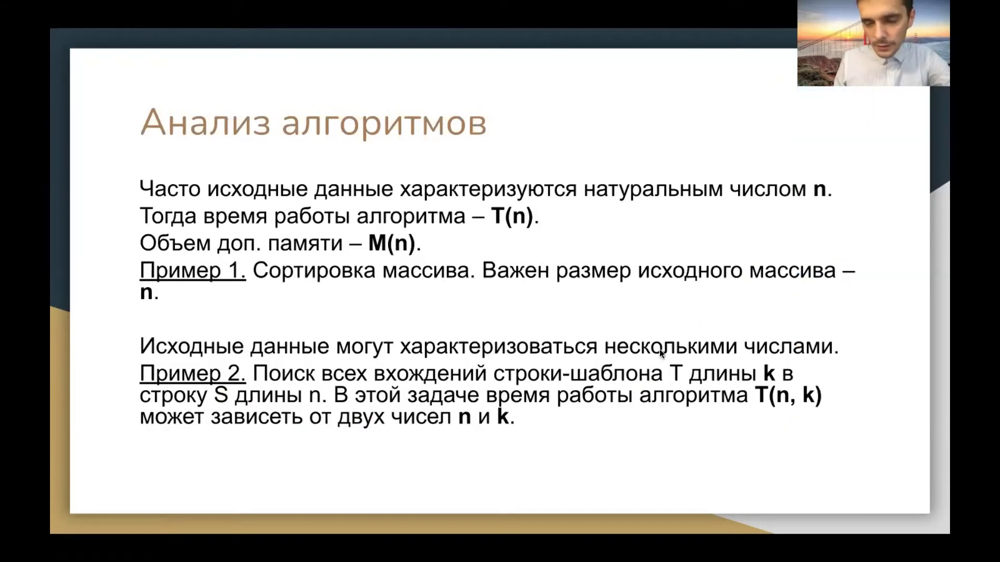 Анализ алгоритмов
Часто исходные данные характеризуются натуральным числом n.
Тогда время работы алгоритма – T(n).
Объем доп. памяти – M(n).
Пример 1. Сортировка массива. Важен размер исходного массива –
n.
Исходные данные могут характеризоваться несколькими числами.
Пример 2. Поиск всех вхождений строки-шаблона T длины k в
строку S длины n. В этой задаче время работы алгоритма T(n, k)
может зависеть от двух чисел n и k.